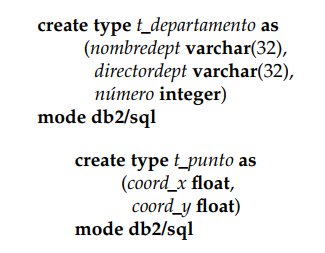 create type t_departamento as
(nombredept varchar(32),
directordept varchar(32),
número integer)
mode db2/sql
create type t_punto as
(coord_x float,
coord_y float)
mode db2/sql